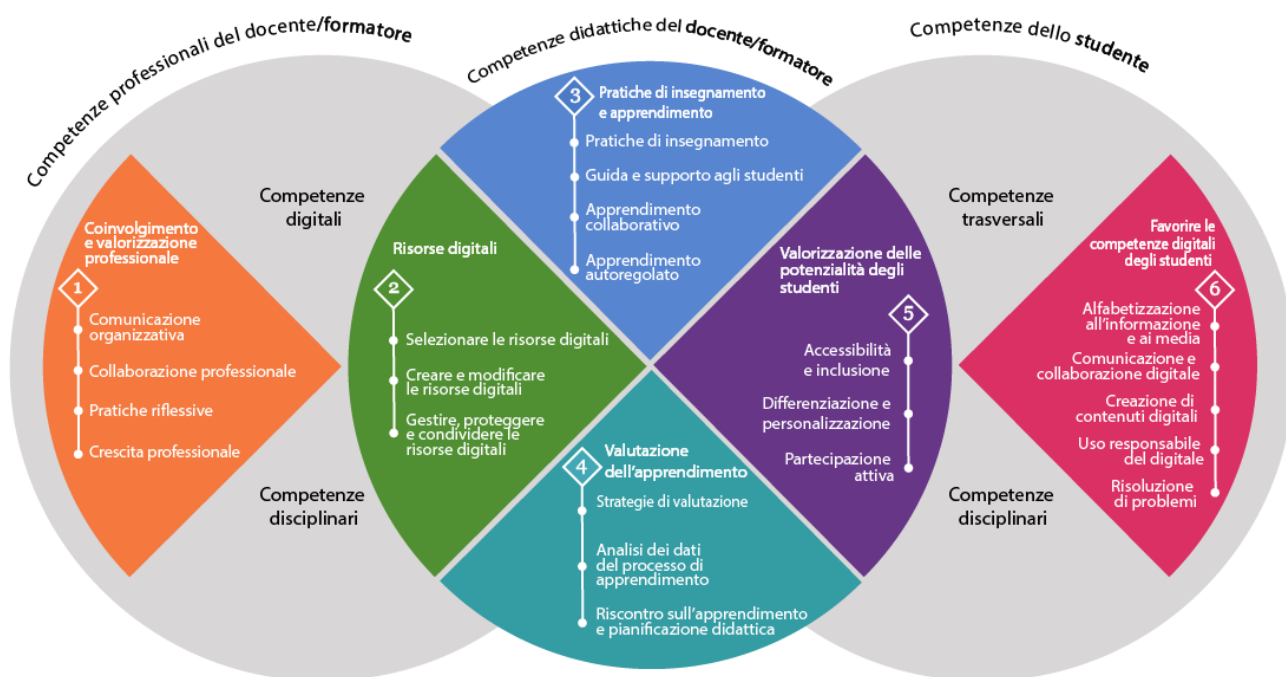 Competenze professionali del docente/formatore
Competenze didattiche del docente/formatore
Competenze dello studente
Competenze
digitali
Competenze
disciplinari
Coinvolgimento
e valorizzazione
professionale
1
Comunicazione
organizzativa
Collaborazione professionale
Pratiche riflessive
Crescita professionale
Risorse digitali
2
Selezionare le risorse digitali
Creare e modificare
le risorse digitali
Gestire, proteggere
e condividere le
risorse digitali
3
Pratiche di insegnamento
e apprendimento
Pratiche di insegnamento
Guida e supporto agli studenti
Apprendimento
collaborativo
Apprendimento
autoregolato
4
Valutazione
dell'apprendimento
Strategie di valutazione
Analisi dei dati
del processo di
apprendimento
Riscontro sull'apprendimento
e pianificazione didattica
Valorizzazione delle
potenzialità degli
studenti
5
Accessibilità
e inclusione
Differenziazione e
personalizzazione
Partecipazione
attiva
Competenze
trasversali
Competenze
disciplinari
Favorire le
competenze digitali
degli studenti
6
Alfabetizzazione
all'informazione
e ai media
Comunicazione e
collaborazione digitale
Creazione di
contenuti digitali
Uso responsabile
del digitale
Risoluzione
di problemi